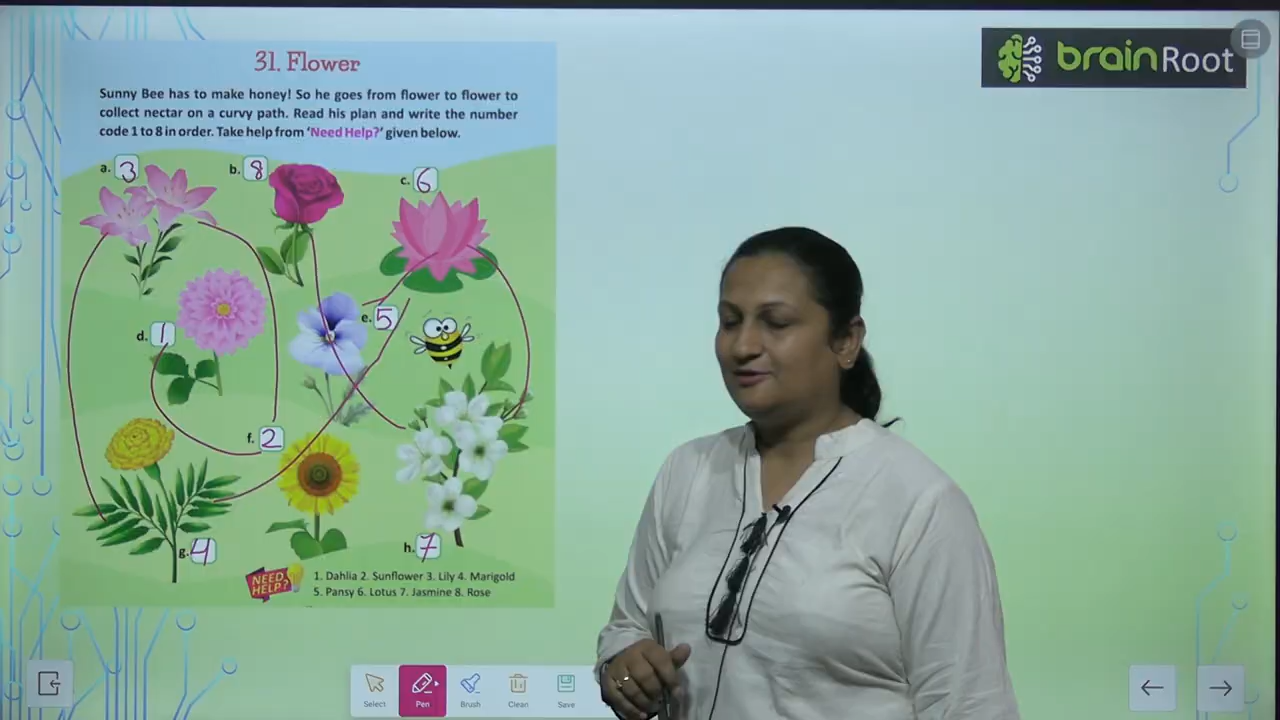 brainRoot
31. Flower
Sunny Bee has to make honey! So he goes from flower to flower to
collect nectar on a curvy path. Read his plan and write the number
code 1 to 8 in order. Take help from 'Need Help?' given below.
a. 3
b. 8
c. 6
d. 1
e. 5
f. 2
g. 4
h. 7
NEED HELP?
1. Dahlia 2. Sunflower 3. Lily 4. Marigold
5. Pansy 6. Lotus 7. Jasmine 8. Rose
Select
Pen
Brush
Clean
Save